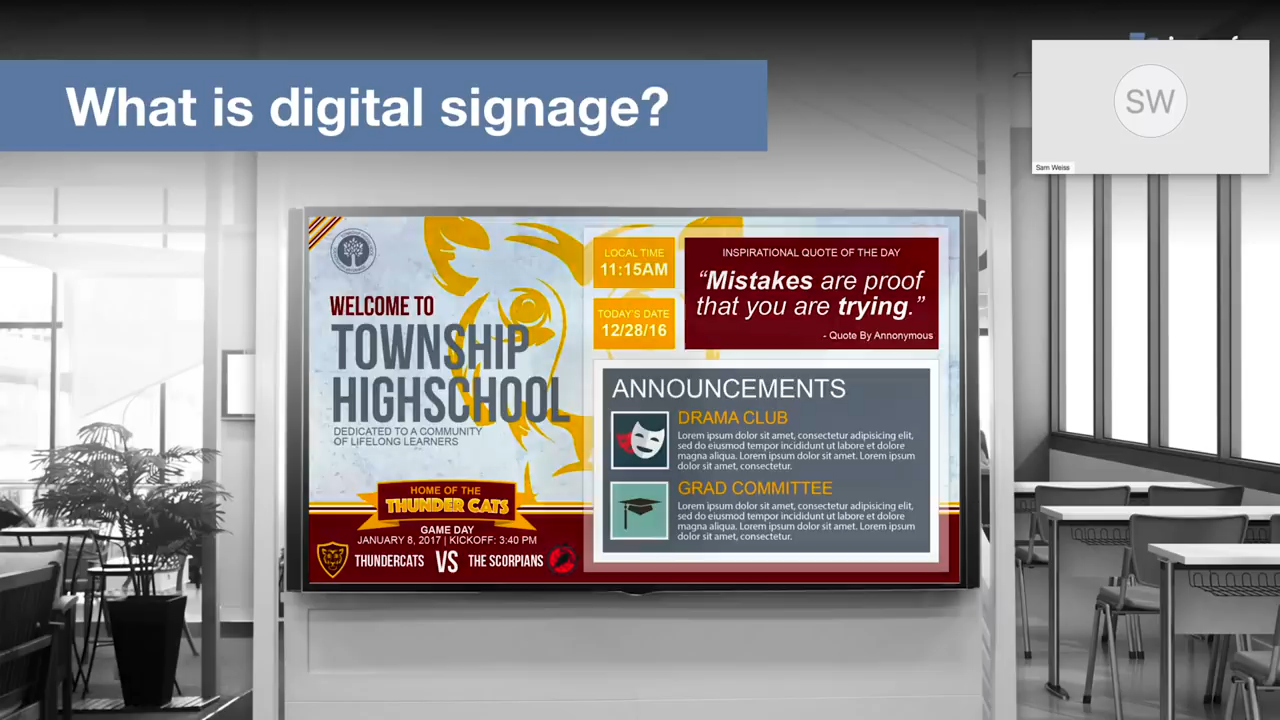 What is digital signage?
SW
Sam Weiss
WELCOME TO
TOWNSHIP
HIGHSCHOOL
DEDICATED TO A COMMUNITY
OF LIFELONG LEARNERS
HOME OF THE
THUNDER CATS
GAME DAY
JANUARY 8, 2017 | KICKOFF: 3:40 PM
THUNDERCATS VS THE SCORPIANS
LOCAL TIME
11:15AM
TODAY'S DATE
12/28/16
INSPIRATIONAL QUOTE OF THE DAY
“Mistakes are proof
that you are trying.”
- Quote By Annonymous
ANNOUNCEMENTS
DRAMA CLUB
Lorem ipsum dolor sit amet, consectetur adipisicing elit,
sed do eiusmod tempor incididunt ut labore et dolore
magna aliqua. Lorem ipsum dolor sit amet. Lorem ipsum
dolor sit amet, consectetur.
GRAD COMMITTEE
Lorem ipsum dolor sit amet, consectetur adipisicing elit,
sed do eiusmod tempor incididunt ut labore et dolore
magna aliqua. Lorem ipsum dolor sit amet. Lorem ipsum
dolor sit amet, consectetur.